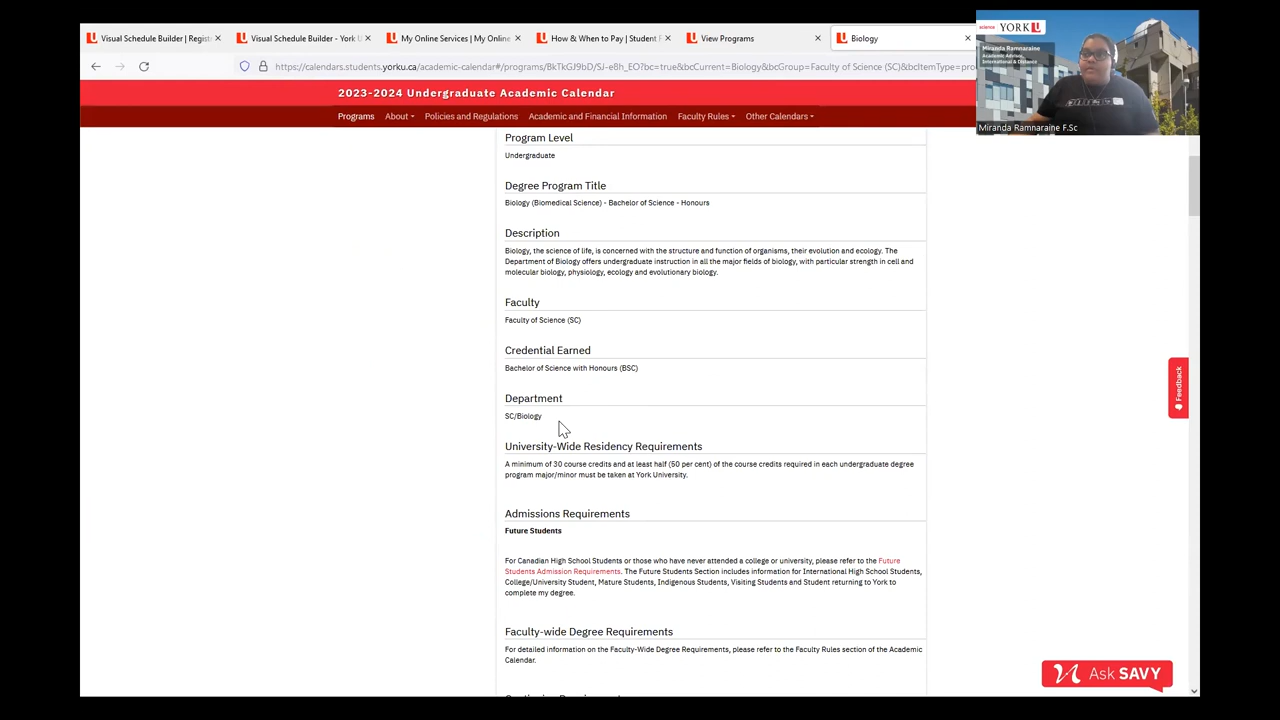 Visual Schedule Builder | Regist
Visual Schedule Builder - York U
My Online Services | My Online
How & When to Pay | Student F
View Programs
Biology
https://calendars.students.yorku.ca/academic-calendar#/programs/BkTkGJ9bD/SJ-e8h_EO?bc=true&bcCurrent=Biology&bcGroup=Faculty of Science (SC)&bcItemType=pro
2023-2024 Undergraduate Academic Calendar
Programs About Policies and Regulations Academic and Financial Information Faculty Rules Other Calendars
science YORK U
Miranda Ramnaraine
Academic Advisor,
International & Distance
Miranda Ramnaraine F.Sc
Program Level
Undergraduate
Degree Program Title
Biology (Biomedical Science) - Bachelor of Science - Honours
Description
Biology, the science of life, is concerned with the structure and function of organisms, their evolution and ecology. The
Department of Biology offers undergraduate instruction in all the major fields of biology, with particular strength in cell and
molecular biology, physiology, ecology and evolutionary biology.
Faculty
Faculty of Science (SC)
Credential Earned
Bachelor of Science with Honours (BSC)
Department
SC/Biology
University-Wide Residency Requirements
A minimum of 30 course credits and at least half (50 per cent) of the course credits required in each undergraduate degree
program major/minor must be taken at York University.
Admissions Requirements
Future Students
For Canadian High School Students or those who have never attended a college or university, please refer to the Future
Students Admission Requirements. The Future Students Section includes information for International High School Students,
College/University Student, Mature Students, Indigenous Students, Visiting Students and Student returning to York to
complete my degree.
Faculty-wide Degree Requirements
For detailed information on the Faculty-Wide Degree Requirements, please refer to the Faculty Rules section of the Academic
Calendar.
Feedback
Ask SAVY